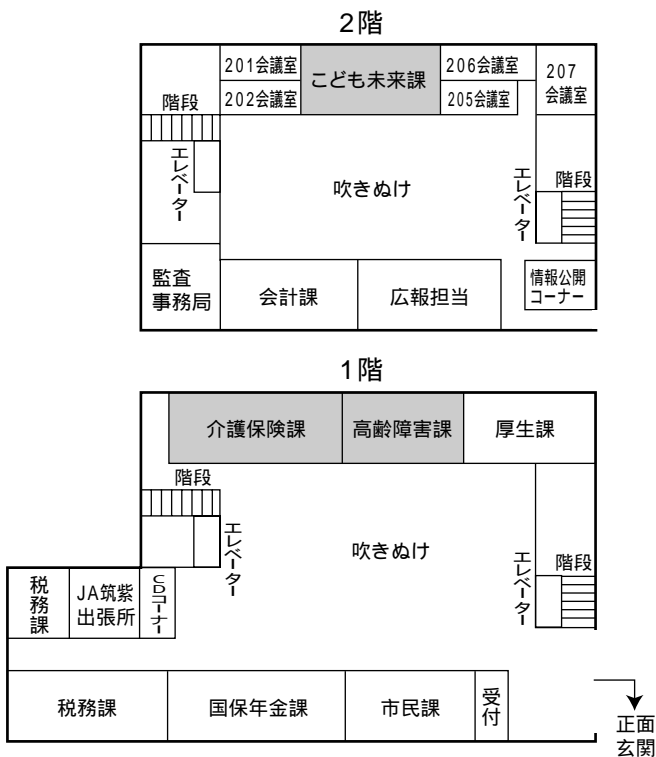 2階
201会議室
202会議室
こども未来課
206会議室
205会議室
207
会議室
階段
エレベーター
吹きぬけ
エレベーター
階段
監査
事務局
会計課
広報担当
情報公開
コーナー
1階
介護保険課
高齢障害課
厚生課
階段
エレベーター
吹きぬけ
エレベーター
階段
税務課
JA筑紫
出張所
CDコーナー
税務課
国保年金課
市民課
受付
正面
玄関